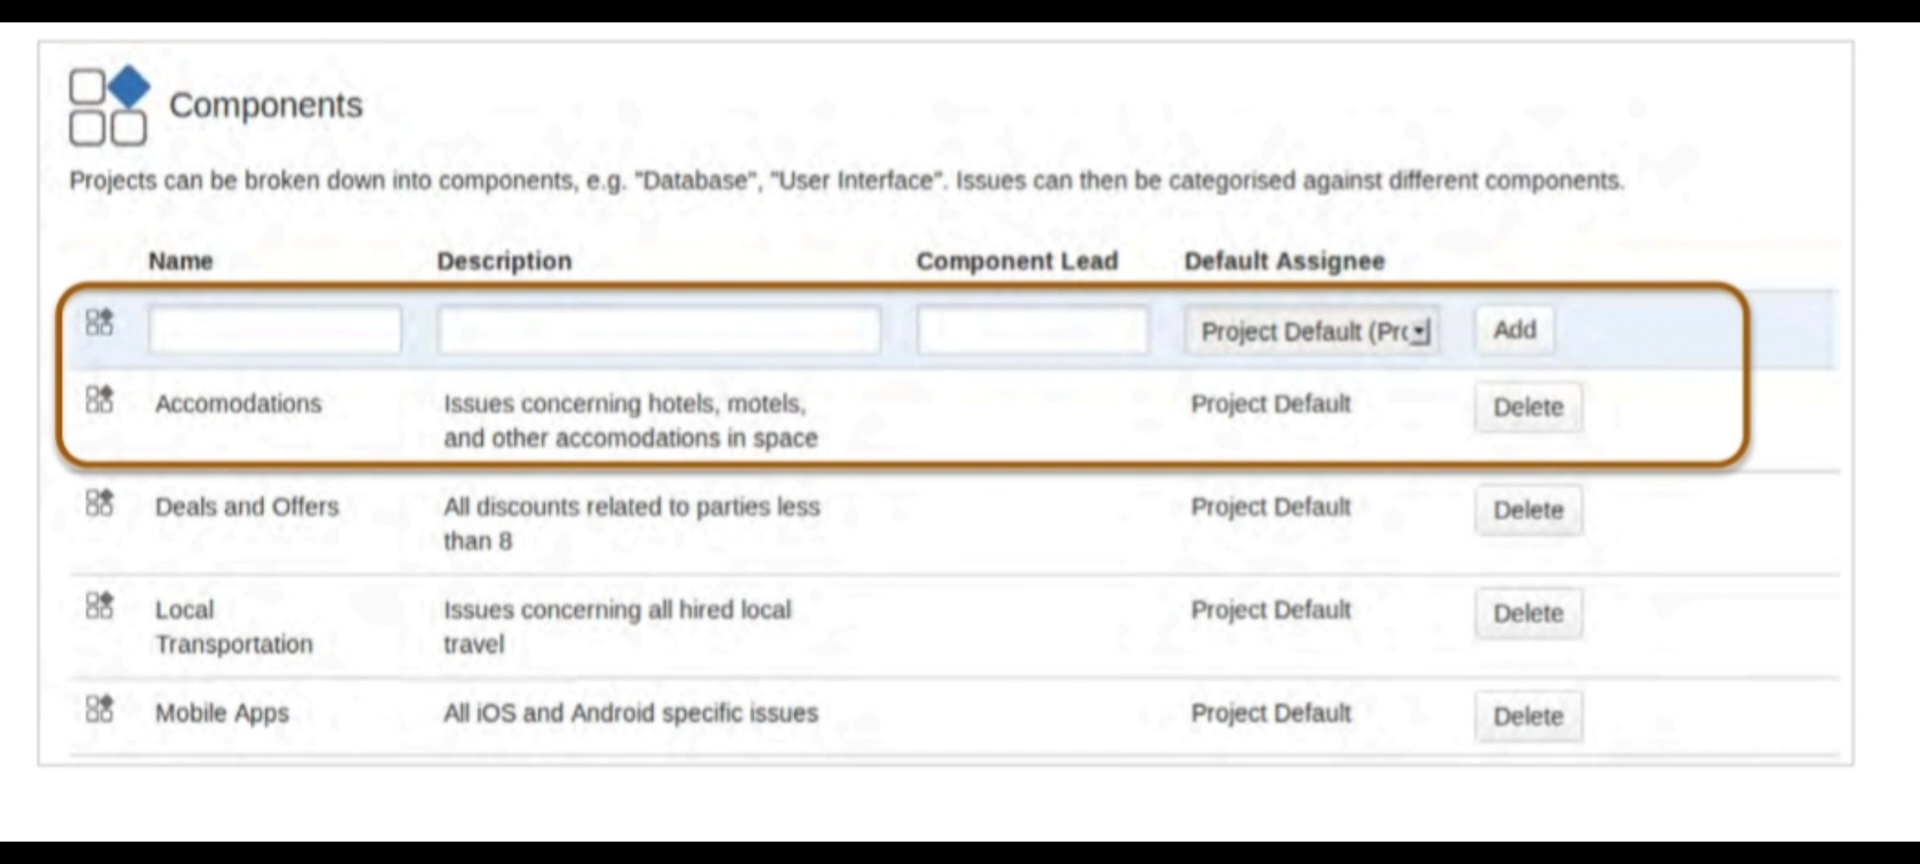 Components
Projects can be broken down into components, e.g. "Database", "User Interface". Issues can then be categorised against different components.
Name Description Component Lead Default Assignee
Project Default (Prc Add
Accomodations Issues concerning hotels, motels, Project Default Delete
and other accomodations in space
Deals and Offers All discounts related to parties less Project Default Delete
than 8
Local Issues concerning all hired local Project Default Delete
Transportation travel
Mobile Apps All iOS and Android specific issues Project Default Delete